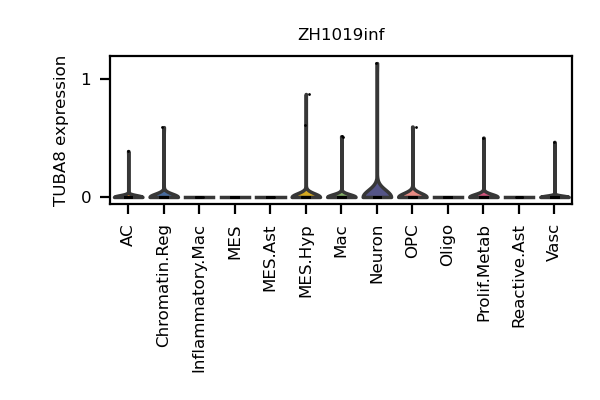 ZH1019inf
TUBA8 expression
1
0
AC
Chromatin.Reg
Inflammatory.Mac
MES
MES.Ast
MES.Hyp
Mac
Neuron
OPC
Oligo
Prolif.Metab
Reactive.Ast
Vasc